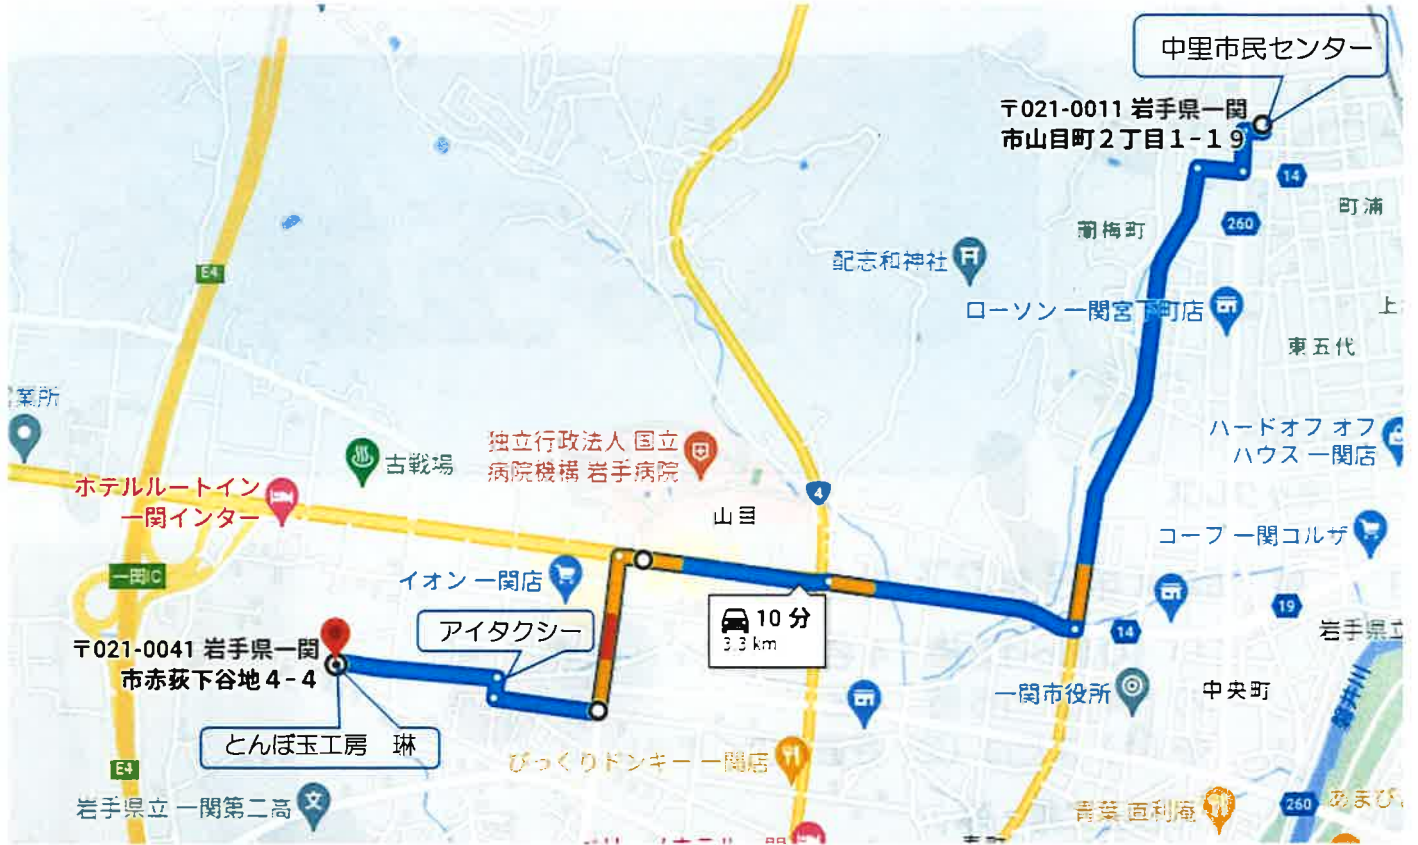 中里市民センター
〒021-0011 岩手県一関
市山目町２丁目１-１９
14
町浦
260
蘭梅町
配志和神社
E4
ローソン 一関宮下町店
上
東五代
業所
ハードオフ オフ
ハウス 一関店
独立行政法人 国立
病院機構 岩手病院
古戦場
ホテルルートイン
一関インター
4
山目
コープ 一関コルザ
一関IC
イオン 一関店
10 分
3.3 km
19
14
岩手県立
アイタクシー
〒021-0041 岩手県一関
市赤荻下谷地４-４
一関市役所
中央町
磐井川
とんぼ玉工房　琳
びっくりドンキー 一関店
E4
岩手県立 一関第二高
青葉 直利庵
260
あまび